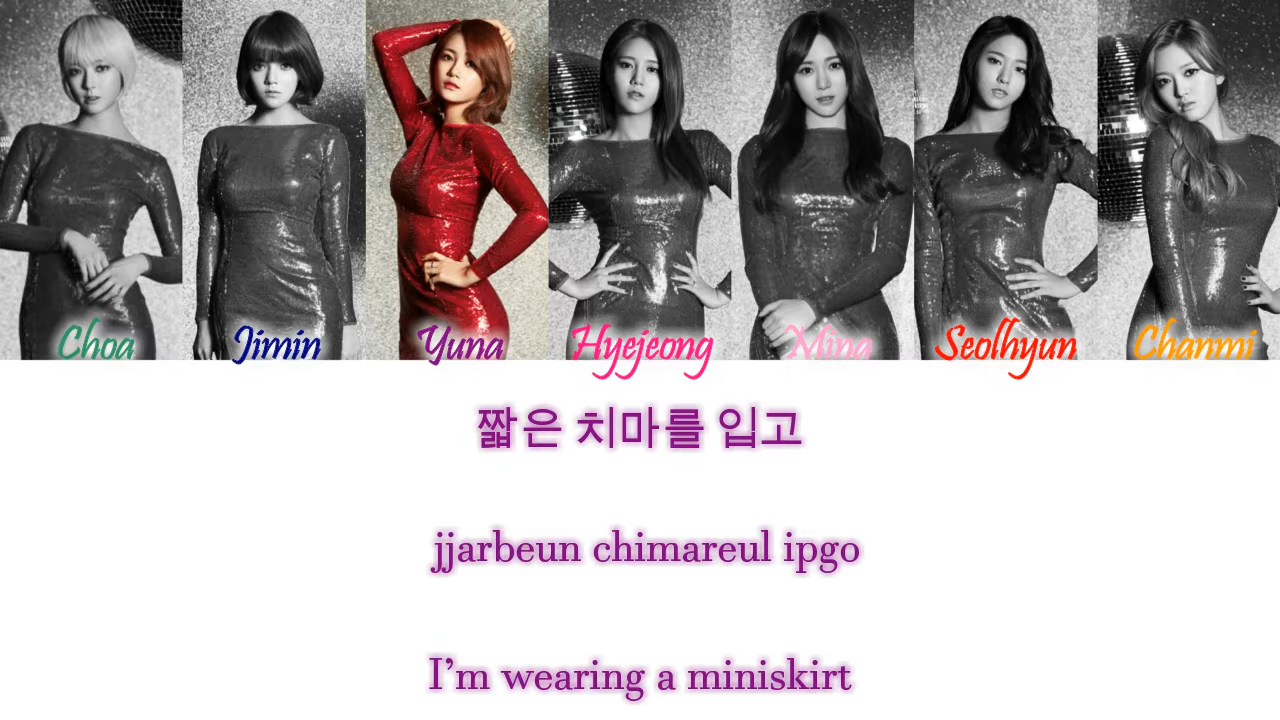 Choa Jimin Yuna Hyejeong Mina Seolhyun Chanmi
짧은 치마를 입고
jjarbeun chimareul ipgo
I’m wearing a miniskirt